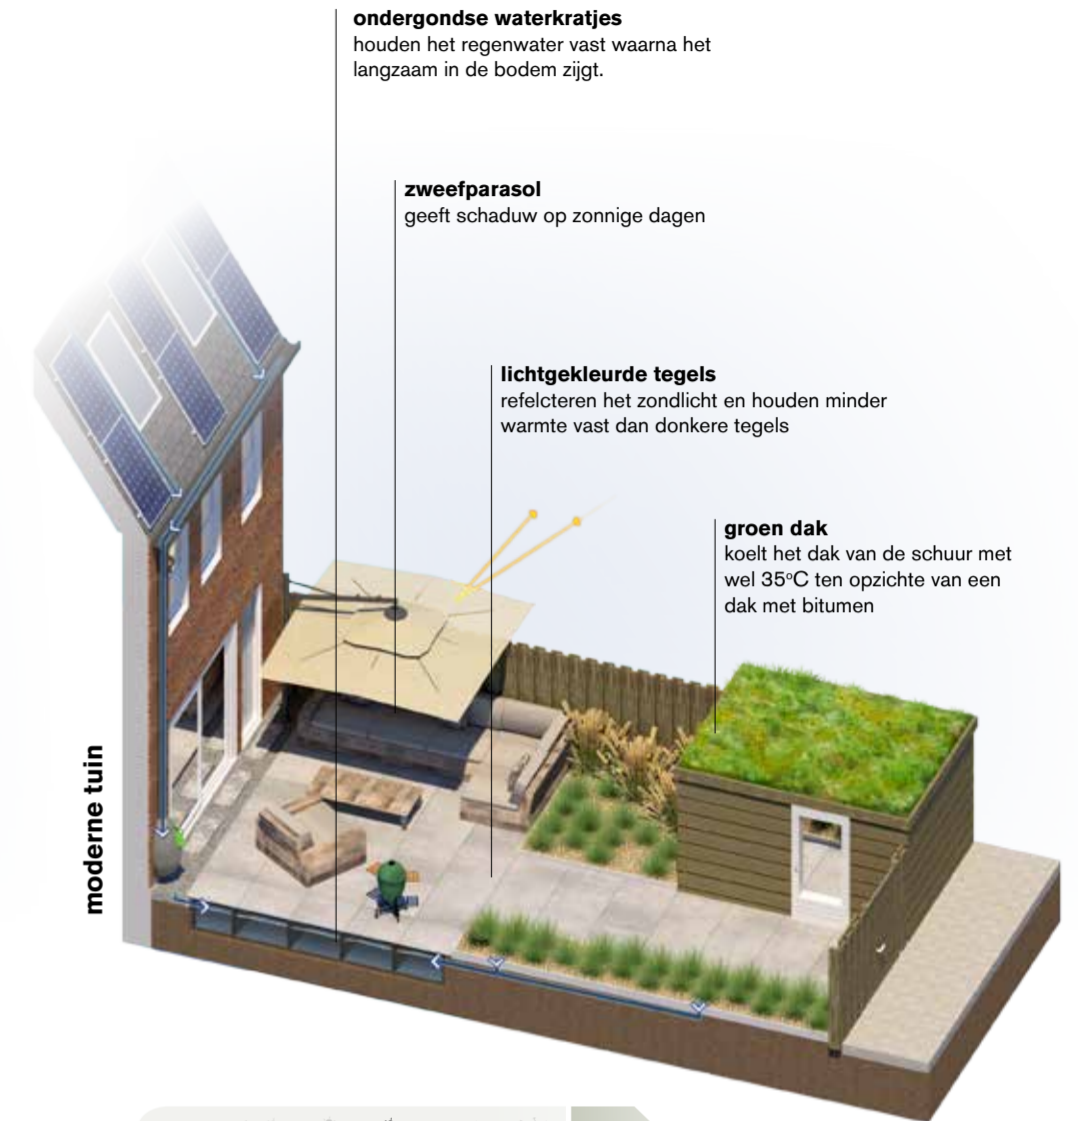 ondergondse waterkratjes
houden het regenwater vast waarna het
langzaam in de bodem zijgt.
zweefparasol
geeft schaduw op zonnige dagen
lichtgekleurde tegels
refelcteren het zondlicht en houden minder
warmte vast dan donkere tegels
groen dak
koelt het dak van de schuur met
wel 35°C ten opzichte van een
dak met bitumen
moderne tuin